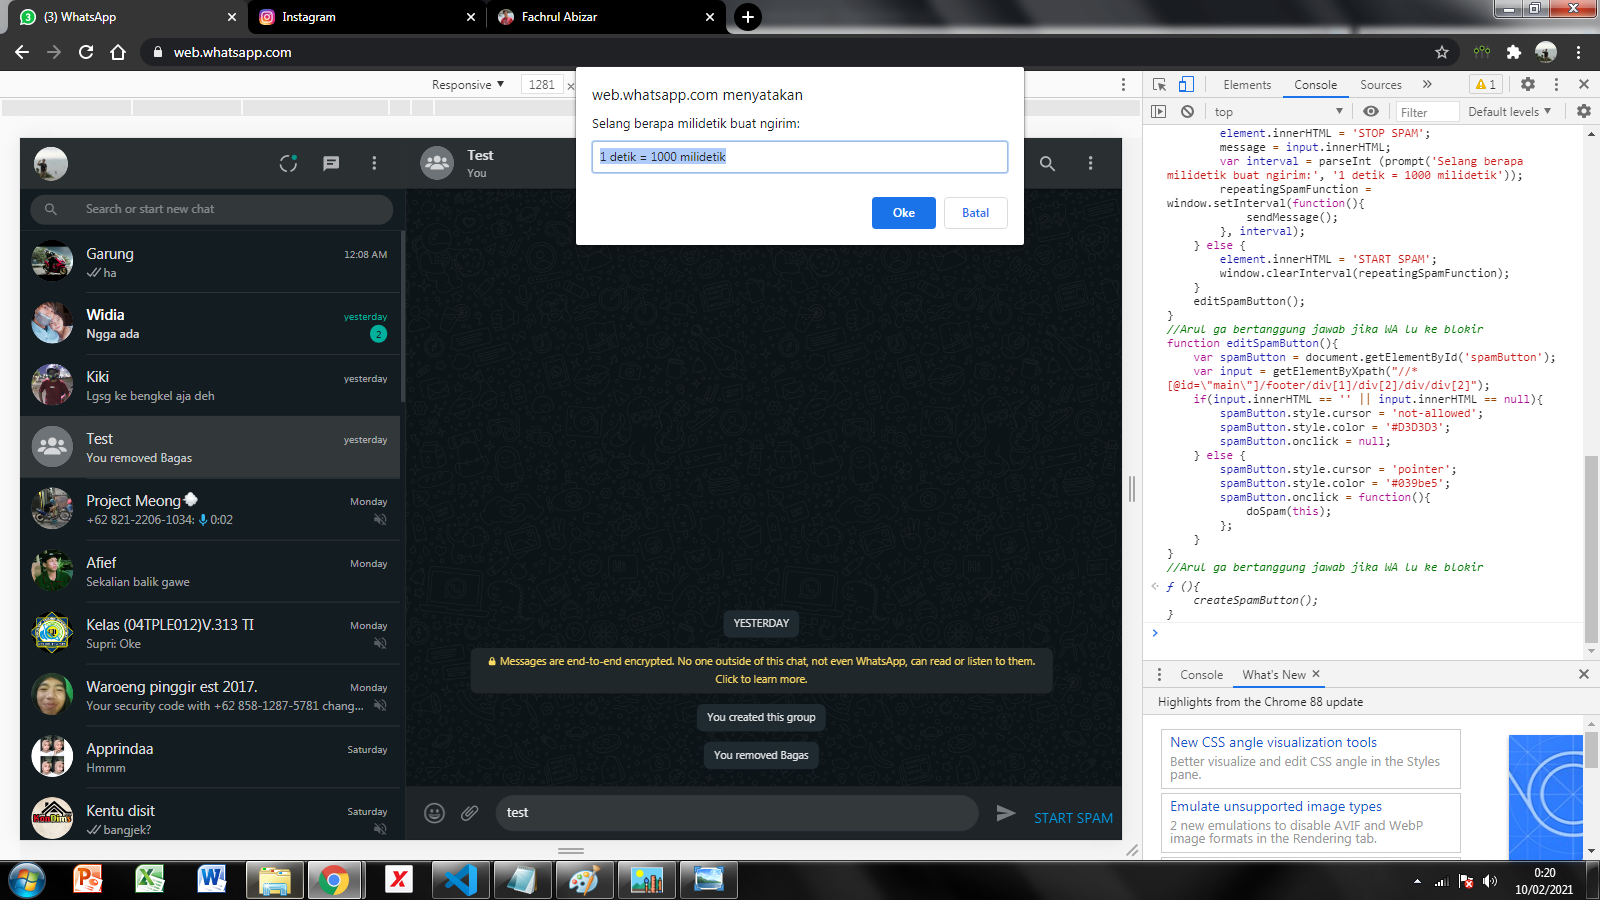 (3) WhatsApp
Instagram
Fachrul Abizar
web.whatsapp.com
Responsive
1281
web.whatsapp.com menyatakan
Selang berapa milidetik buat ngirim:
1 detik = 1000 milidetik
Oke
Batal
Search or start new chat
Garung
12:08 AM
ha
Widia
yesterday
Ngga ada
2
Kiki
yesterday
Lgsg ke bengkel aja deh
Test
yesterday
You removed Bagas
Project Meong
Monday
+62 821-2206-1034: 0:02
Afief
Monday
Sekalian balik gawe
Kelas (04TPLE012)V.313 TI
Monday
Supri: Oke
Waroeng pinggir est 2017.
Monday
Your security code with +62 858-1287-5781 chang...
Apprindaa
Saturday
Hmmm
Kentu disit
Saturday
bangjek?
Test
You
YESTERDAY
Messages are end-to-end encrypted. No one outside of this chat, not even WhatsApp, can read or listen to them.
Click to learn more.
You created this group
You removed Bagas
test
START SPAM
Elements
Console
Sources
1
top
Filter
Default levels
element.innerHTML = 'STOP SPAM';
message = input.innerHTML;
var interval = parseInt (prompt('Selang berapa
milidetik buat ngirim:', '1 detik = 1000 milidetik'));
repeatingSpamFunction =
window.setInterval(function(){
sendMessage();
}, interval);
} else {
element.innerHTML = 'START SPAM';
window.clearInterval(repeatingSpamFunction);
}
editSpamButton();
}
//Arul ga bertanggung jawab jika WA lu ke blokir
function editSpamButton(){
var spamButton = document.getElementById('spamButton');
var input = getElementByXpath("//*
[@id=\"main\"]/footer/div[1]/div[2]/div/div[2]");
if(input.innerHTML == '' || input.innerHTML == null){
spamButton.style.cursor = 'not-allowed';
spamButton.style.color = '#D3D3D3';
spamButton.onclick = null;
} else {
spamButton.style.cursor = 'pointer';
spamButton.style.color = '#039be5';
spamButton.onclick = function(){
doSpam(this);
};
}
}
//Arul ga bertanggung jawab jika WA lu ke blokir
ƒ (){
createSpamButton();
}
Console
What's New
Highlights from the Chrome 88 update
New CSS angle visualization tools
Better visualize and edit CSS angle in the Styles
pane.
Emulate unsupported image types
2 new emulations to disable AVIF and WebP
image formats in the Rendering tab.
0:20
10/02/2021